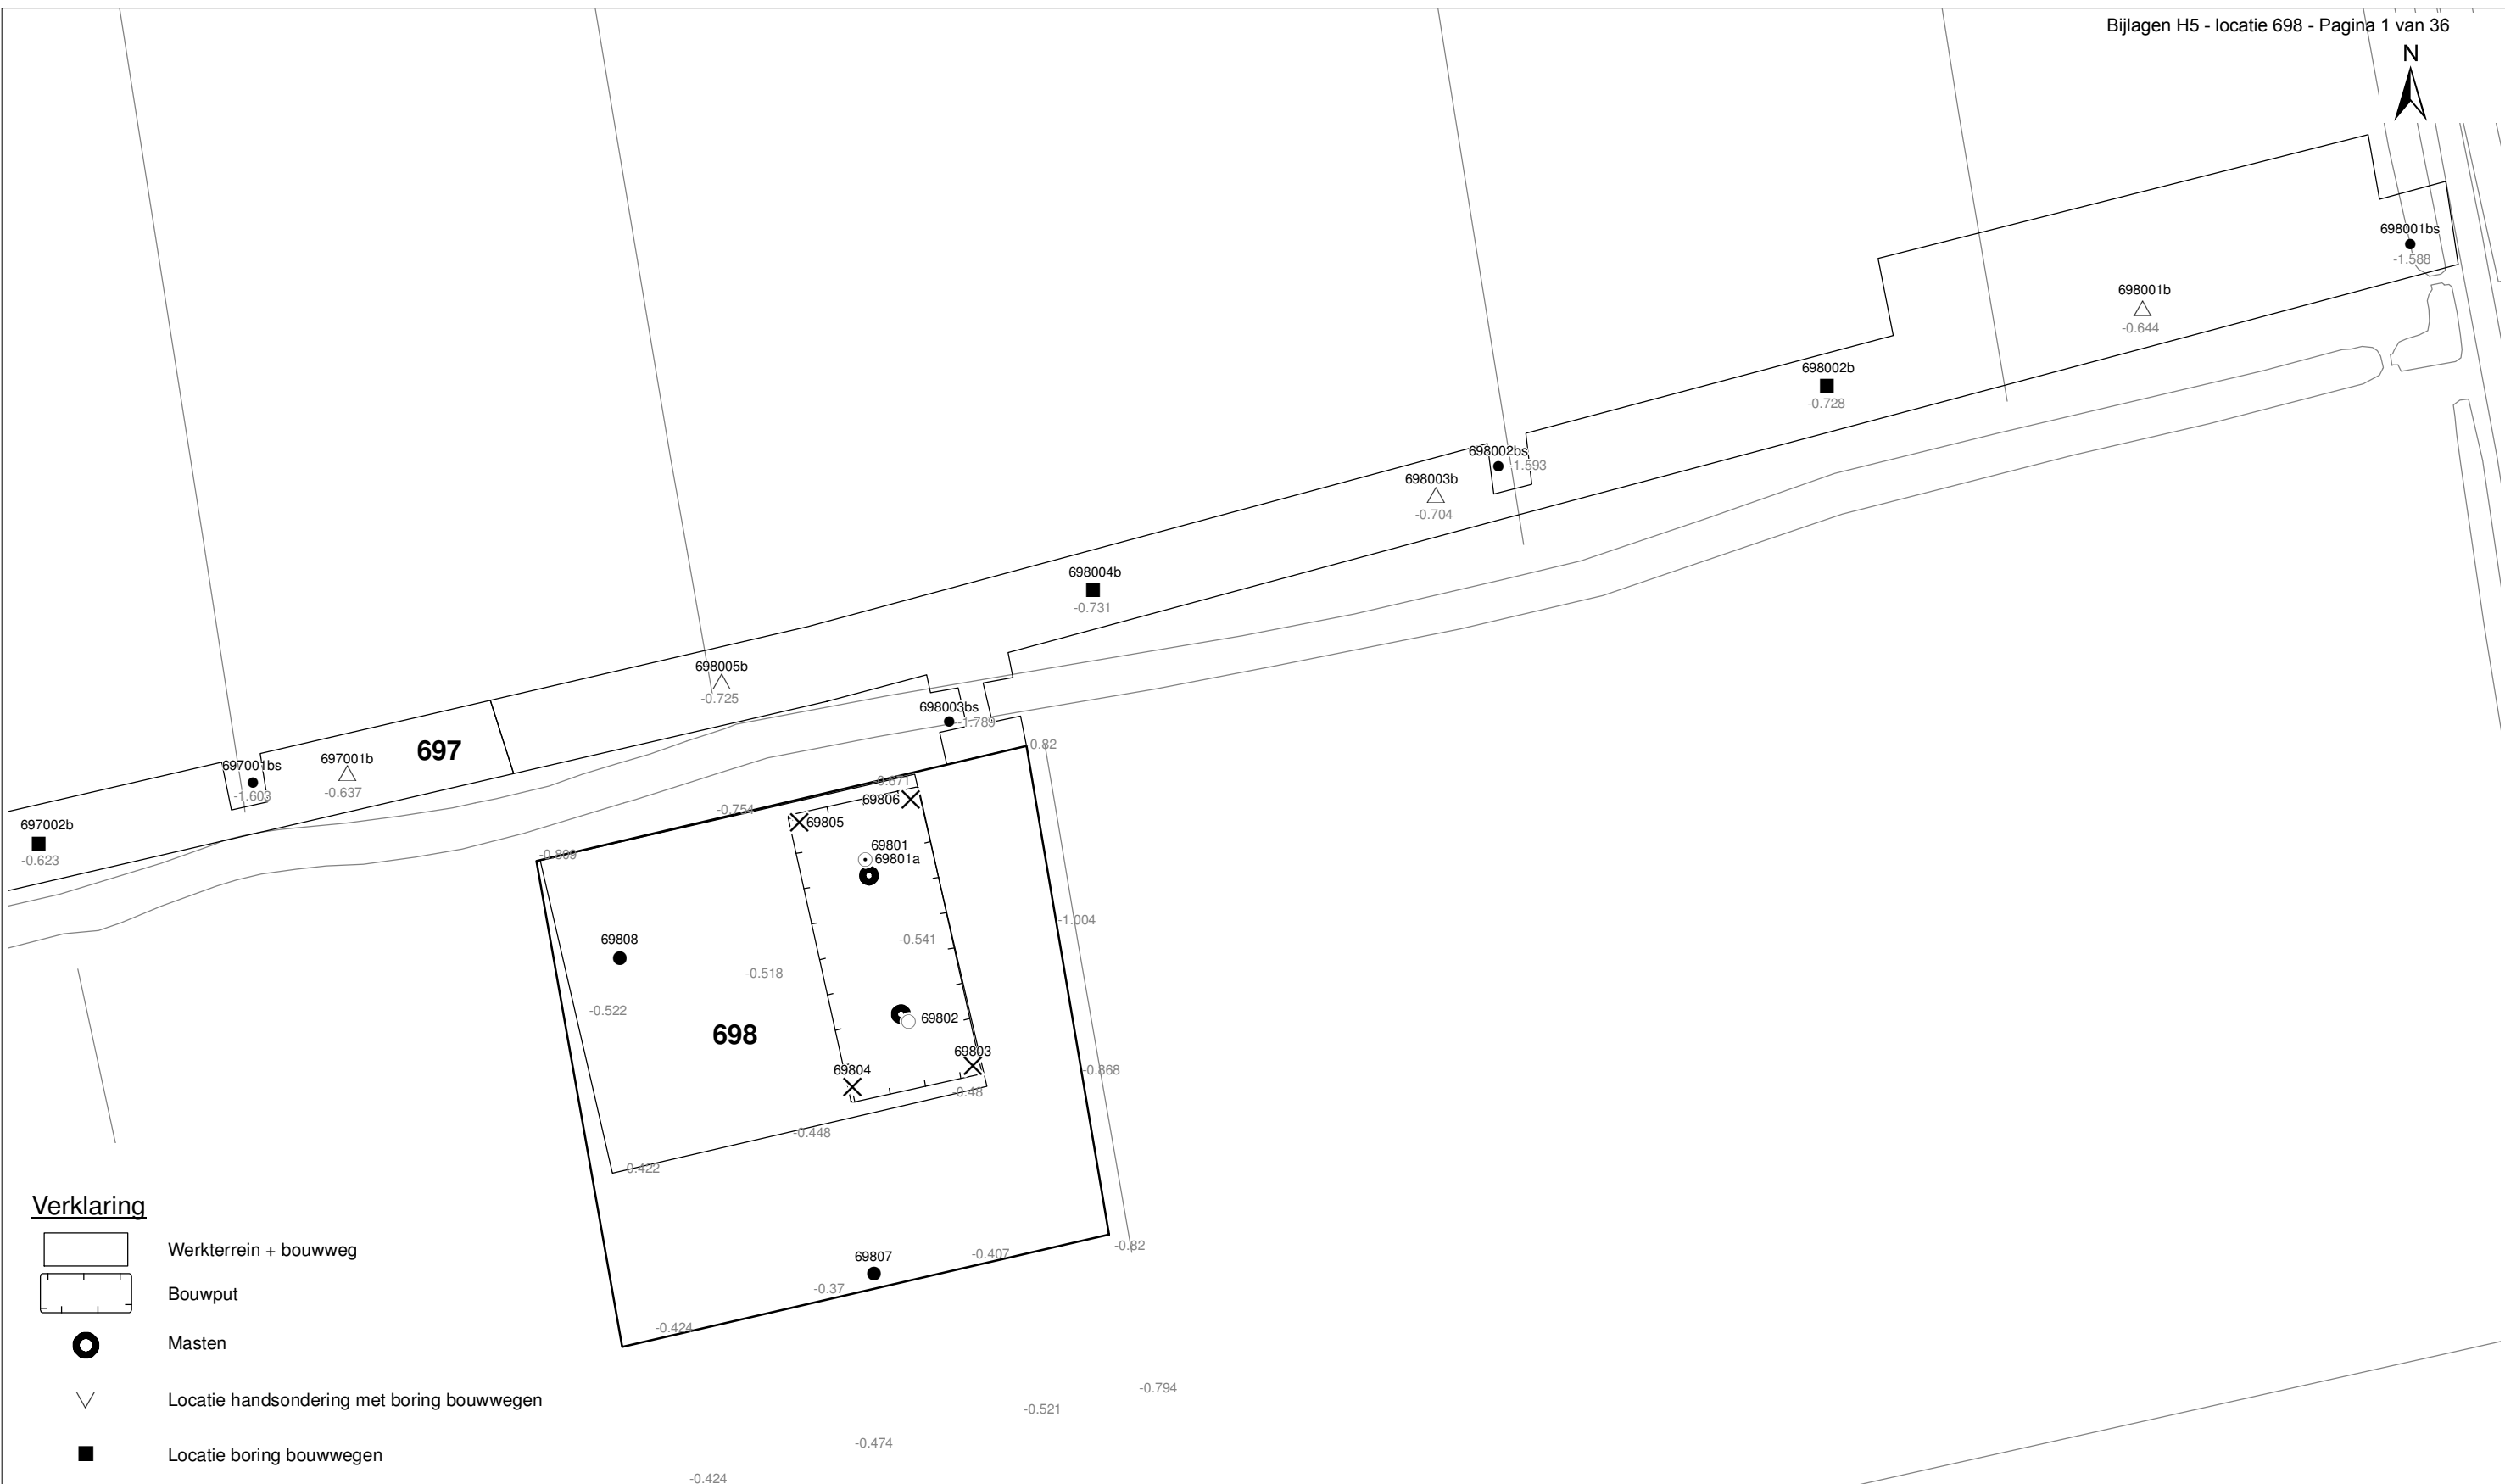 Bijlagen H5 - locatie 698 - Pagina 1 van 36
N
698001bs
-1.588
698001b
-0.644
698002b
-0.728
698002bs
-1.593
698003b
-0.704
698004b
-0.731
698005b
-0.725
698003bs
-1.789
-0.82
697
697001bs
-1.603
697001b
-0.637
697002b
-0.623
-0.671
-0.754
69806
69805
-0.809
69801
69801a
-1.004
69808
-0.541
-0.518
-0.522
69802
698
69803
69804
-0.868
-0.48
-0.448
-0.422
Verklaring
Werkterrein + bouwweg
Bouwput
Masten
Locatie handsondering met boring bouwwegen
Locatie boring bouwwegen
-0.82
69807
-0.407
-0.37
-0.424
-0.794
-0.521
-0.474
-0.424